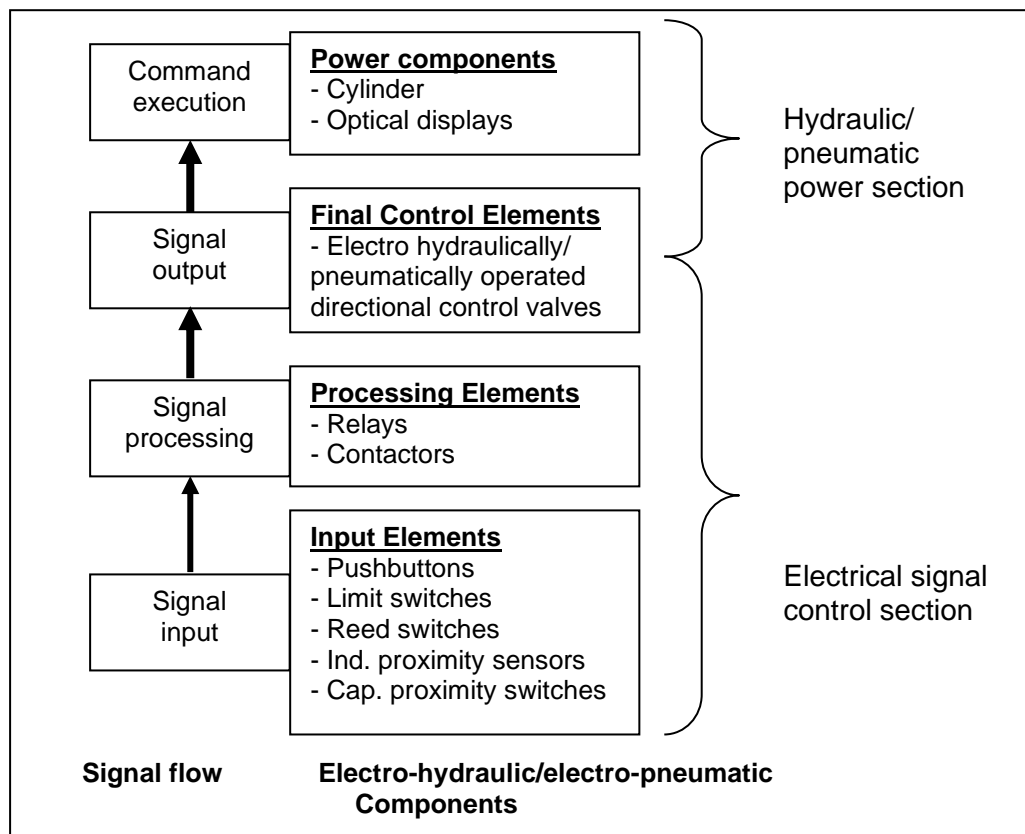 Command
execution
Power components
- Cylinder
- Optical displays
Hydraulic/
pneumatic
power section
Signal
output
Final Control Elements
- Electro hydraulically/
pneumatically operated
directional control valves
Signal
processing
Processing Elements
- Relays
- Contactors
Signal
input
Input Elements
- Pushbuttons
- Limit switches
- Reed switches
- Ind. proximity sensors
- Cap. proximity switches
Electrical signal
control section
Signal flow
Electro-hydraulic/electro-pneumatic
Components